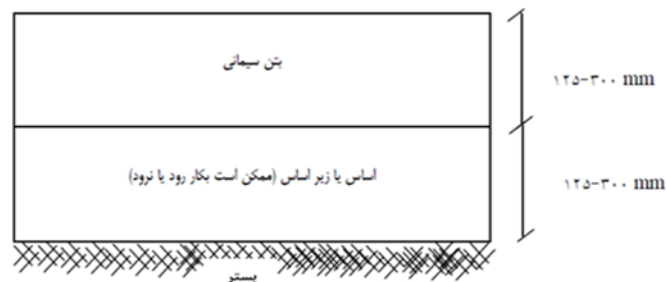 بتن سیمانی
۱۲۵-۳۰۰ mm
اساس یا زیر اساس (ممکن است بکار رود یا نرود)
۱۲۵-۳۰۰ mm
بستر